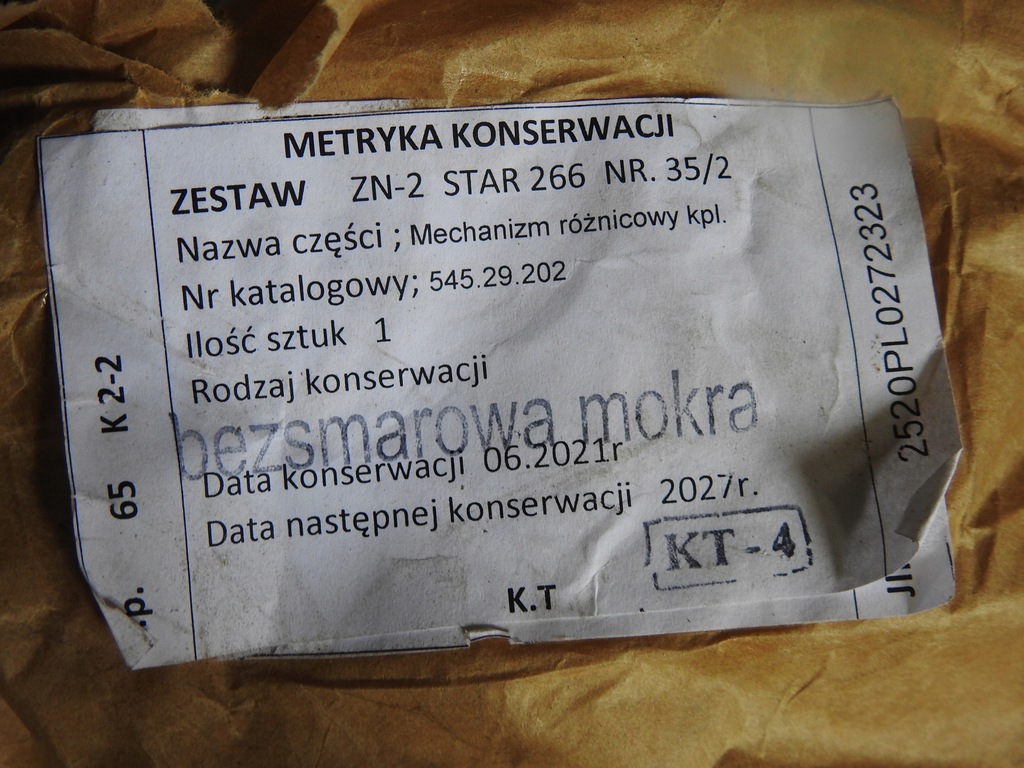 METRYKA KONSERWACJI
ZESTAW ZN-2 STAR 266 NR. 35/2
Nazwa części ; Mechanizm różnicowy kpl.
Nr katalogowy; 545.29.202
Ilość sztuk 1
Rodzaj konserwacji
bezsmarowa mokra
Data konserwacji 06.2021r
Data następnej konserwacji 2027r.
KT-4
K.T
.p. 65 K 2-2
2520PL0272323